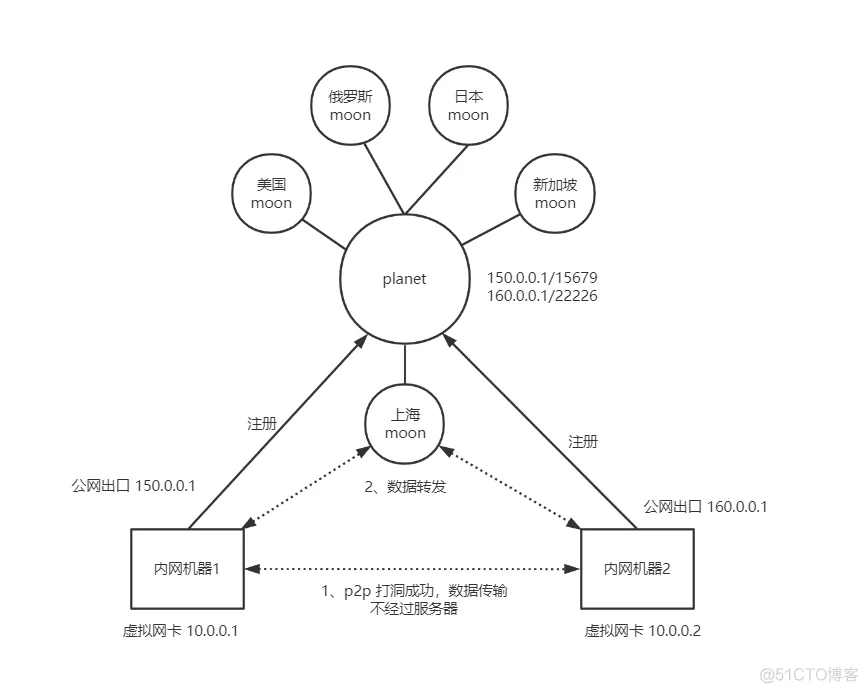 俄罗斯
moon
日本
moon
美国
moon
新加坡
moon
planet
150.0.0.1/15679
160.0.0.1/22226
注册
上海
moon
注册
公网出口 150.0.0.1
2、数据转发
公网出口 160.0.0.1
内网机器1
内网机器2
1、p2p 打洞成功，数据传输
不经过服务器
虚拟网卡 10.0.0.1
虚拟网卡 10.0.0.2
@51CTO博客